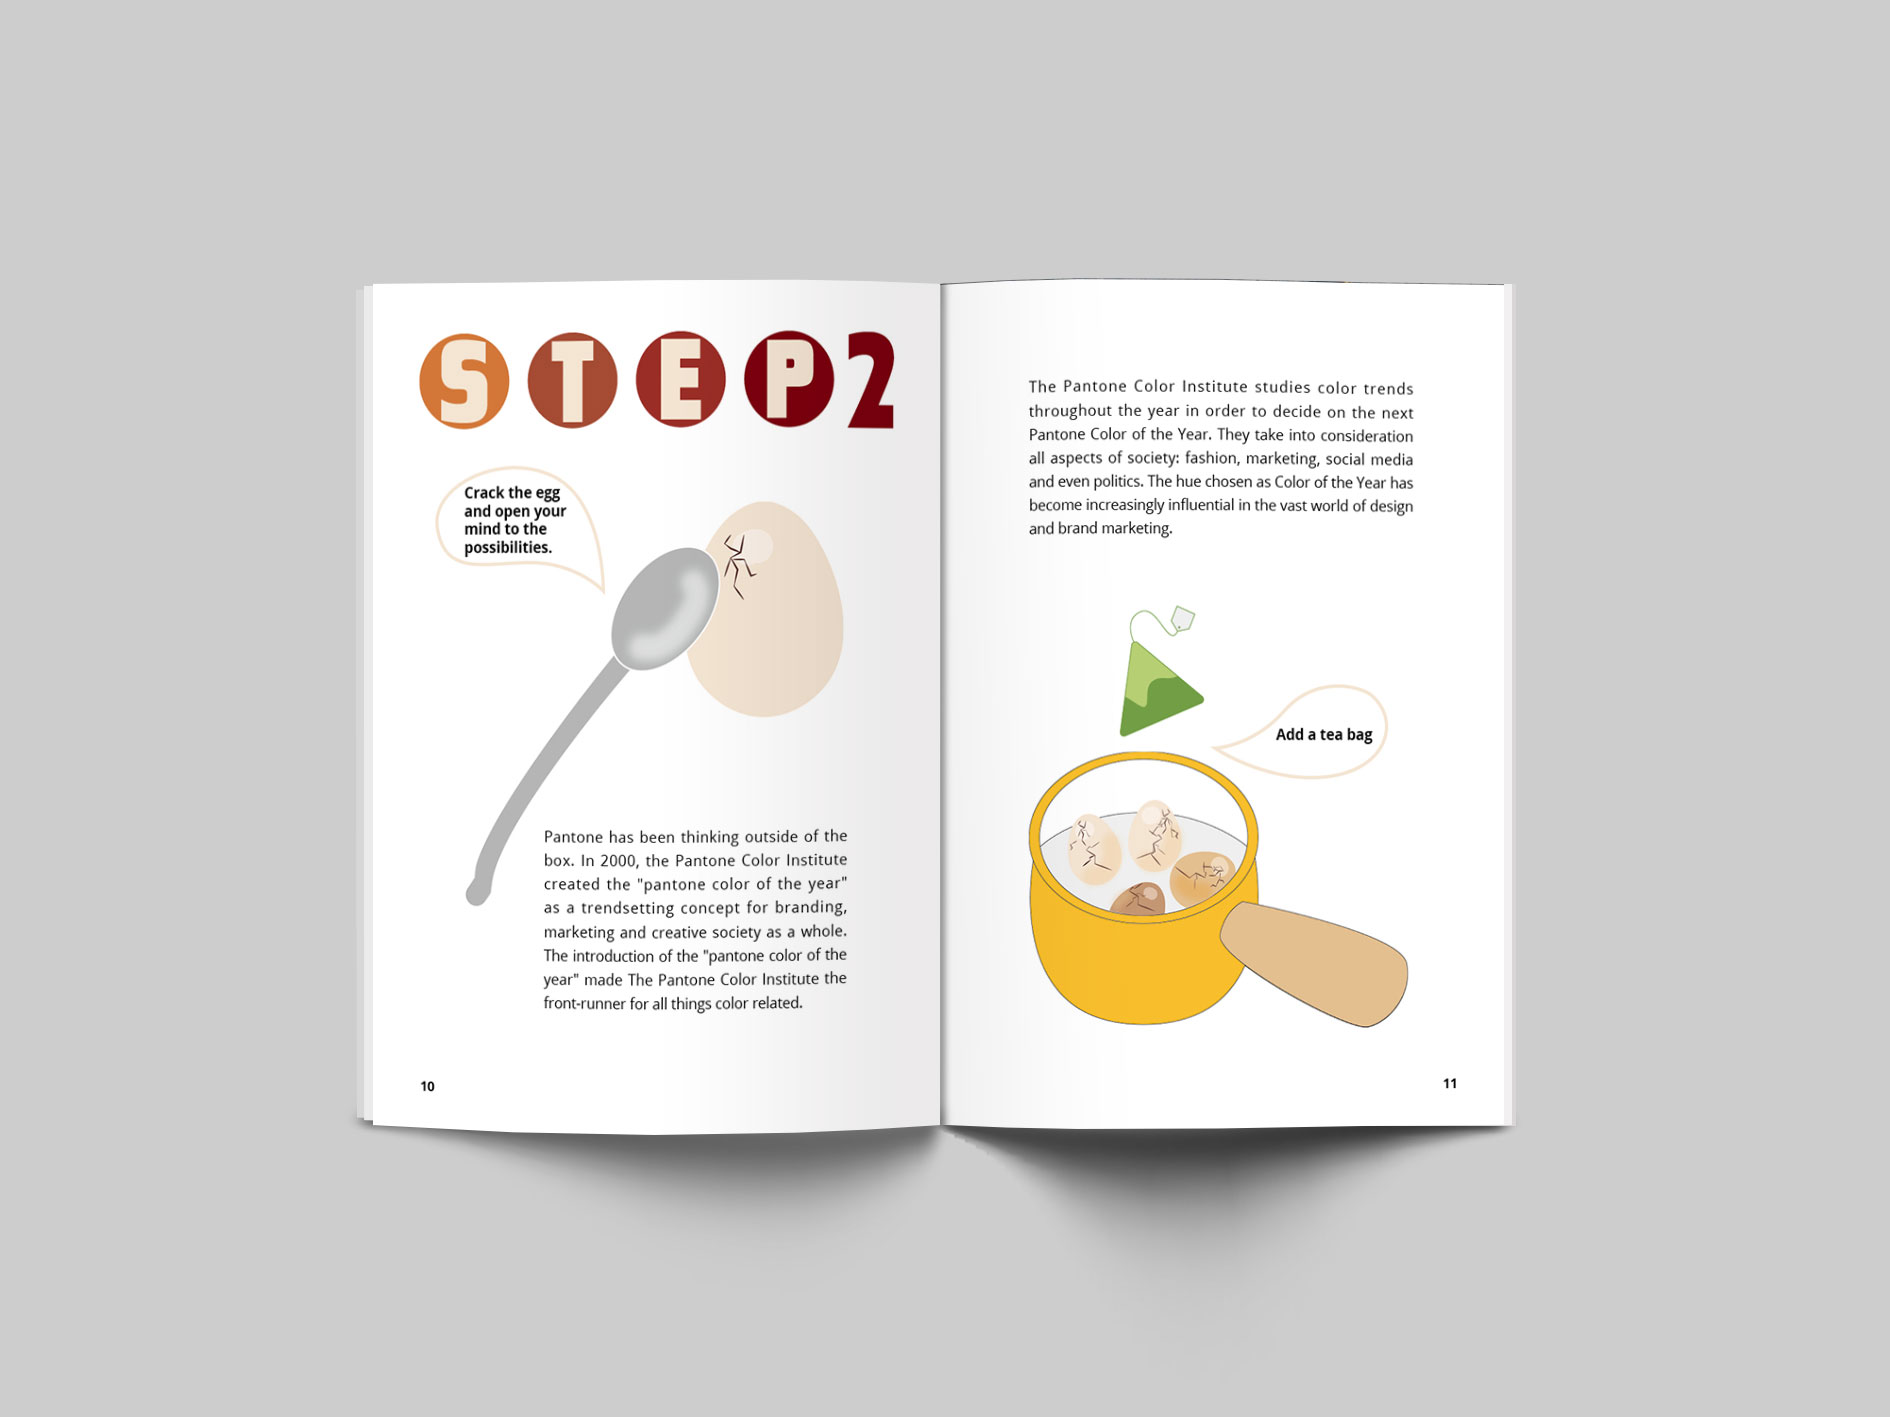 STEP2
Crack the egg
and open your
mind to the
possibilities.
Pantone has been thinking outside of the
box. In 2000, the Pantone Color Institute
created the "pantone color of the year"
as a trendsetting concept for branding,
marketing and creative society as a whole.
The introduction of the "pantone color of the
year" made The Pantone Color Institute the
front-runner for all things color related.
10
The Pantone Color Institute studies color trends
throughout the year in order to decide on the next
Pantone Color of the Year. They take into consideration
all aspects of society: fashion, marketing, social media
and even politics. The hue chosen as Color of the Year has
become increasingly influential in the vast world of design
and brand marketing.
Add a tea bag
11